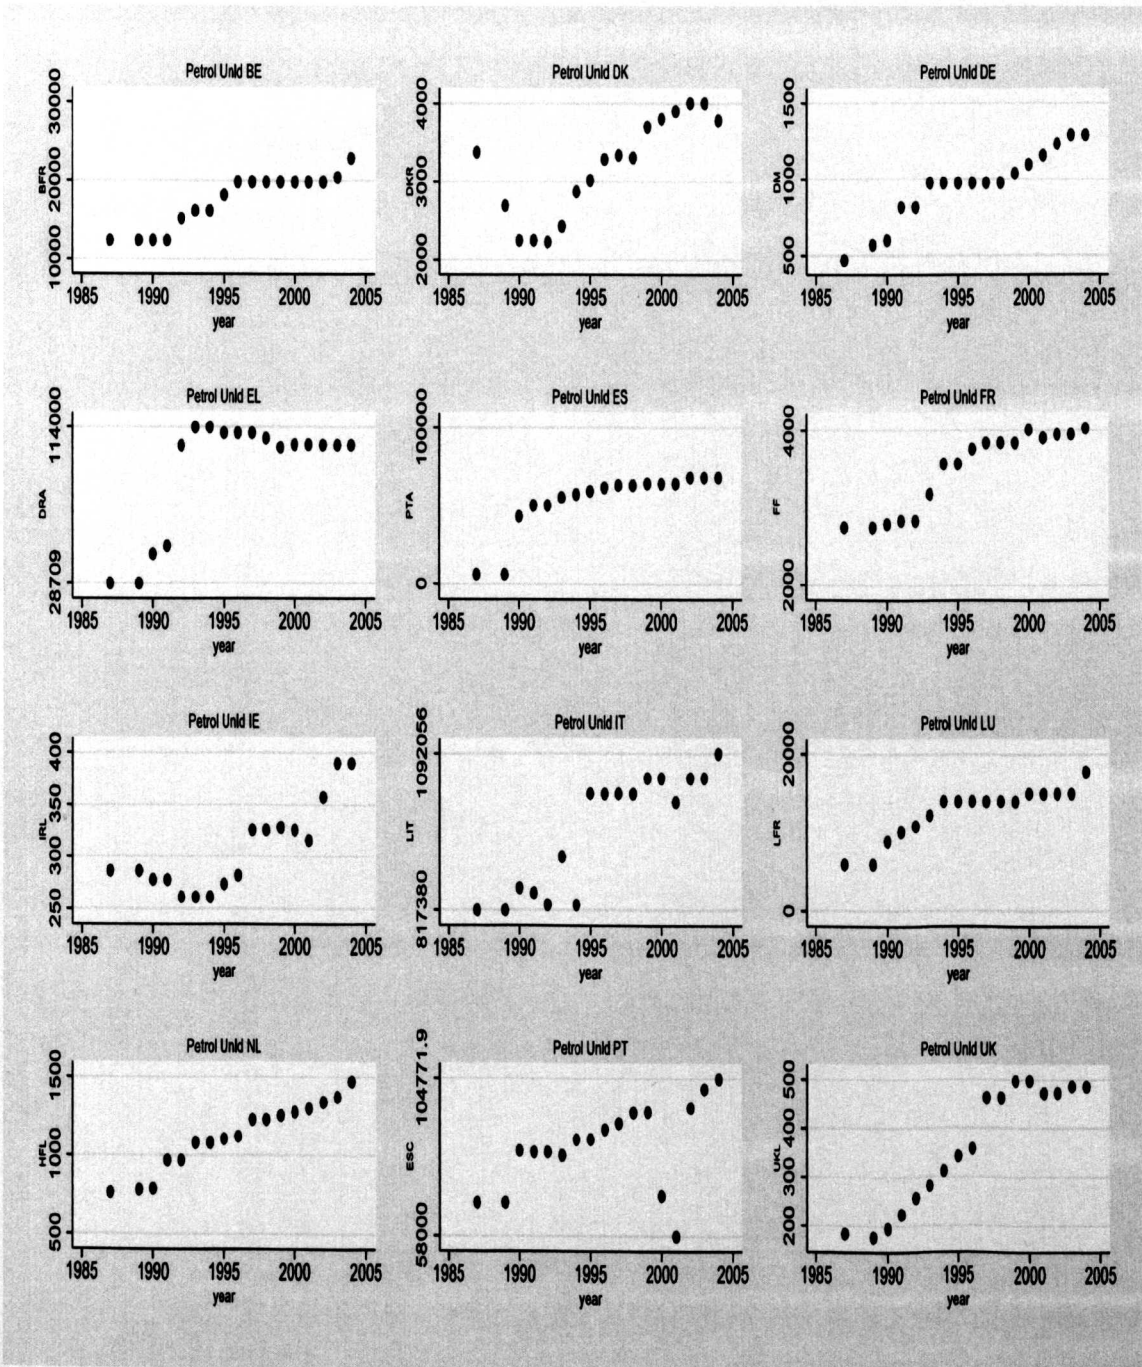 Petrol Unld BE
BFR
30000
20000
10000
1985 1990 1995 2000 2005
year
Petrol Unld DK
DKR
4000
3000
2000
1985 1990 1995 2000 2005
year
Petrol Unld DE
DM
1500
1000
500
1985 1990 1995 2000 2005
year
Petrol Unld EL
DRA
114000
28709
1985 1990 1995 2000 2005
year
Petrol Unld ES
PTA
100000
0
1985 1990 1995 2000 2005
year
Petrol Unld FR
FF
4000
2000
1985 1990 1995 2000 2005
year
Petrol Unld IE
IRL
400
350
300
250
1985 1990 1995 2000 2005
year
Petrol Unld IT
LIT
1092056
817380
1985 1990 1995 2000 2005
year
Petrol Unld LU
LFR
20000
0
1985 1990 1995 2000 2005
year
Petrol Unld NL
HFL
1500
1000
500
1985 1990 1995 2000 2005
year
Petrol Unld PT
ESC
104771.9
58000
1985 1990 1995 2000 2005
year
Petrol Unld UK
UKL
500
400
300
200
1985 1990 1995 2000 2005
year